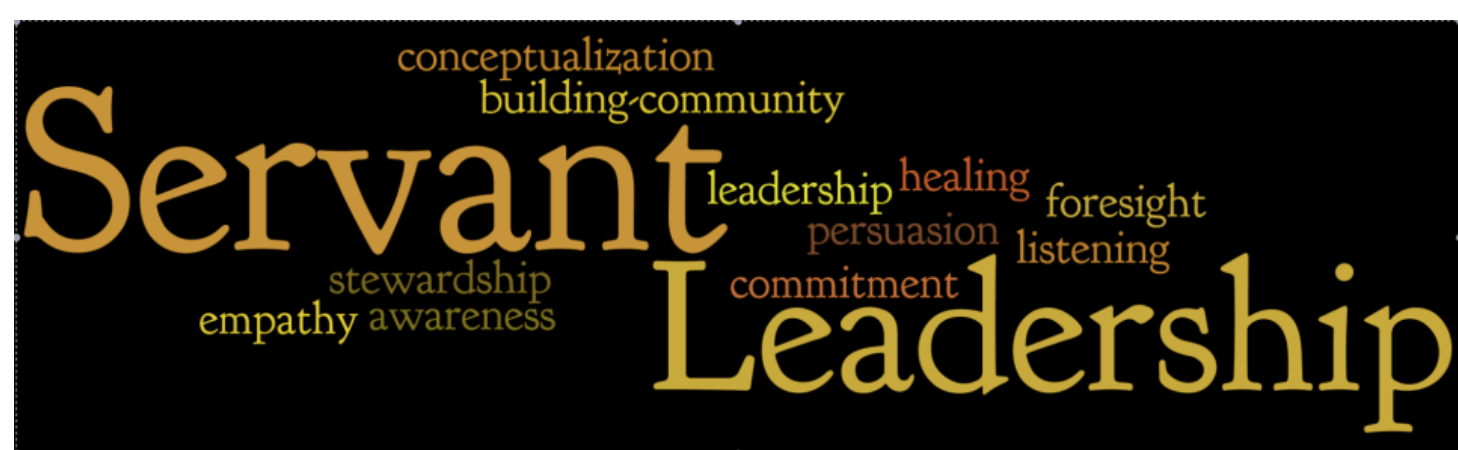 conceptualization
building-community
Servant
leadership healing
foresight
persuasion
listening
stewardship
commitment
empathy awareness
Leadership